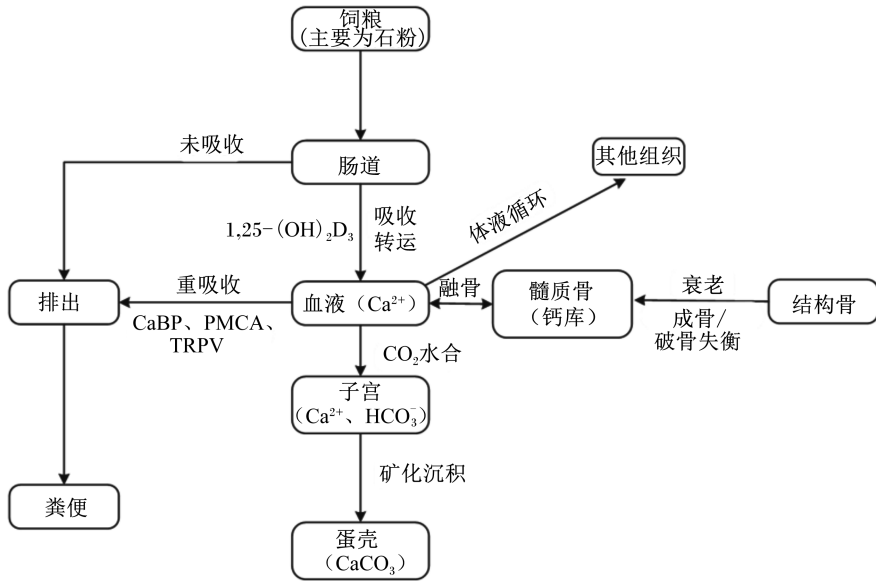 饲粮
(主要为石粉)
未吸收
肠道
其他组织
1,25-(OH)₂D₃
吸收
转运
体液循环
排出
重吸收
CaBP、PMCA、
TRPV
血液（Ca²⁺）
融骨
髓质骨
（钙库）
衰老
成骨/
破骨失衡
结构骨
CO₂水合
子宫
（Ca²⁺、HCO₃⁻）
矿化沉积
粪便
蛋壳
（CaCO₃）